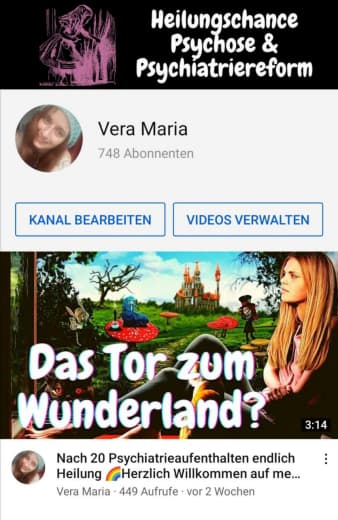 Heilungschance
Psychose &
Psychiatriereform
Vera Maria
748 Abonnenten
KANAL BEARBEITEN
VIDEOS VERWALTEN
Das Tor zum
Wunderland?
3:14
Nach 20 Psychiatrieaufenthalten endlich
Heilung 🌈Herzlich Willkommen auf me...
Vera Maria · 449 Aufrufe · vor 2 Wochen